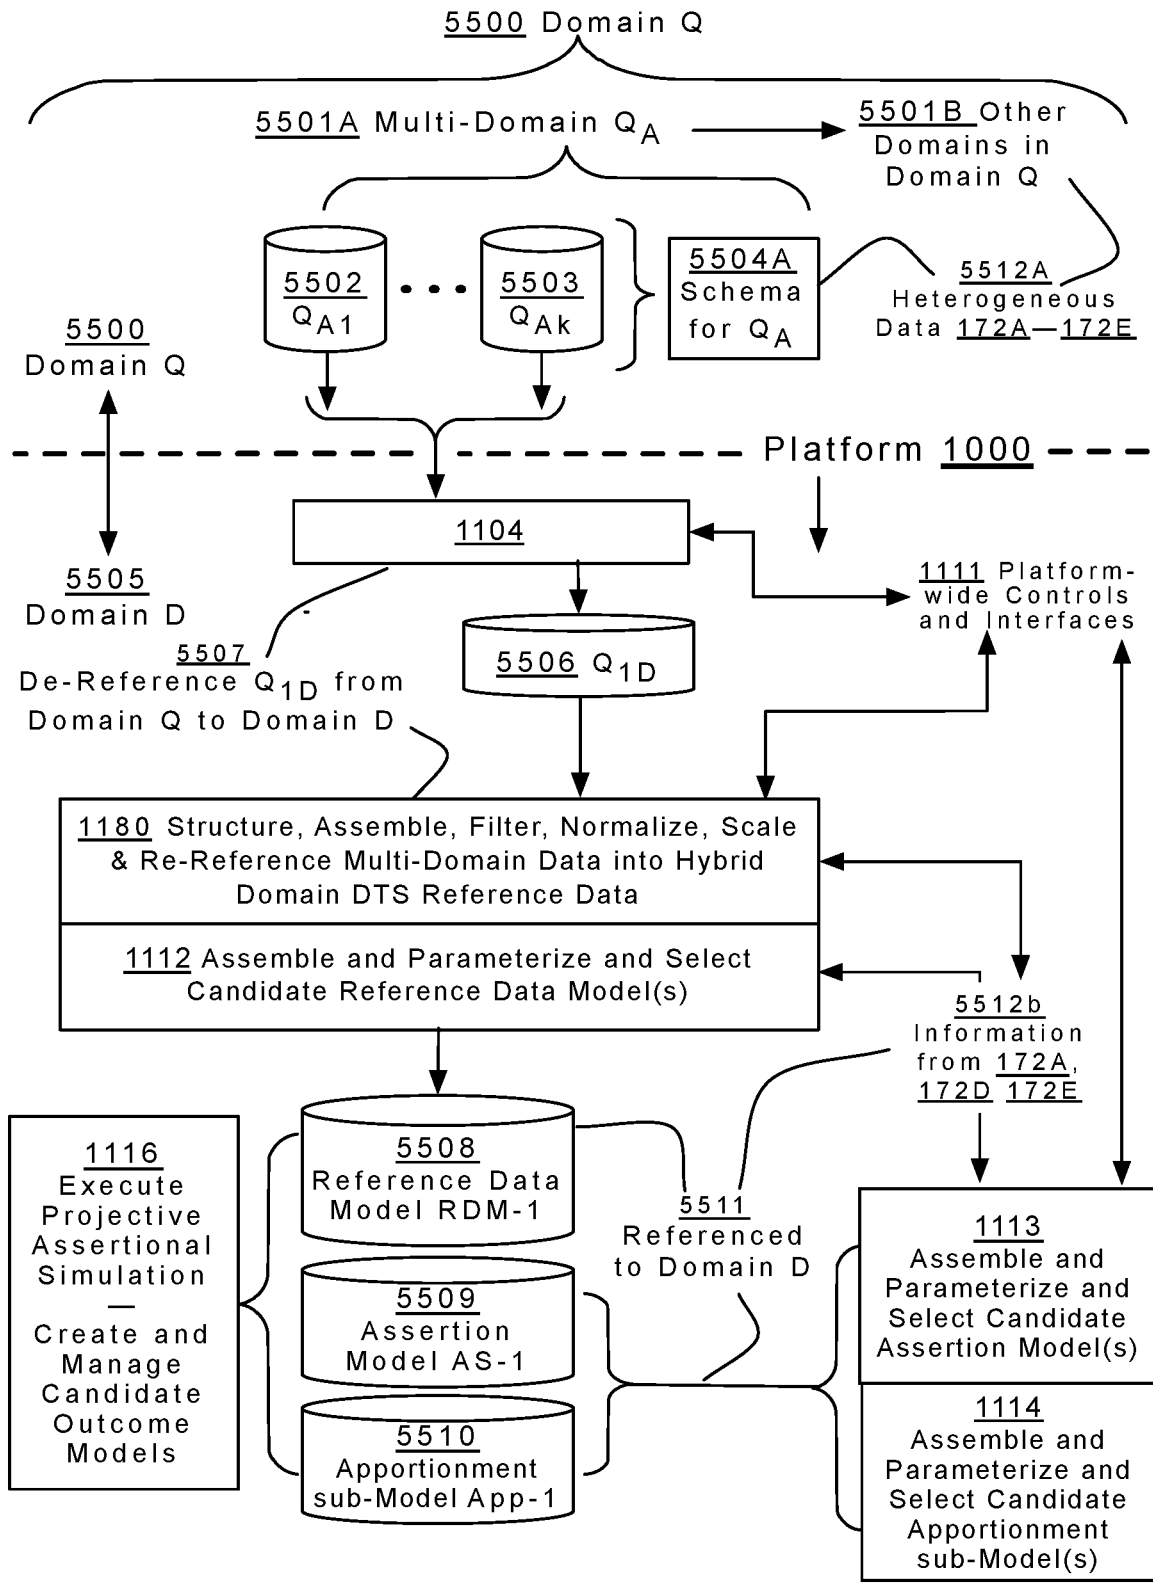 5500 Domain Q
5501A Multi-Domain QA
5501B Other
Domains in
Domain Q
5502
QA1
5503
QAk
5504A
Schema
for QA
5512A
Heterogeneous
Data 172A—172E
5500
Domain Q
Platform 1000
1104
5505
Domain D
1111 Platform-
wide Controls
and Interfaces
5507
De-Reference Q1D from
Domain Q to Domain D
5506 Q1D
1180 Structure, Assemble, Filter, Normalize, Scale
& Re-Reference Multi-Domain Data into Hybrid
Domain DTS Reference Data
1112 Assemble and Parameterize and Select
Candidate Reference Data Model(s)
5512b
Information
from 172A,
172D 172E
1116
Execute
Projective
Assertional
Simulation
—
Create and
Manage
Candidate
Outcome
Models
5508
Reference Data
Model RDM-1
5509
Assertion
Model AS-1
5510
Apportionment
sub-Model App-1
5511
Referenced
to Domain D
1113
Assemble and
Parameterize and
Select Candidate
Assertion Model(s)
1114
Assemble and
Parameterize and
Select Candidate
Apportionment
sub-Model(s)